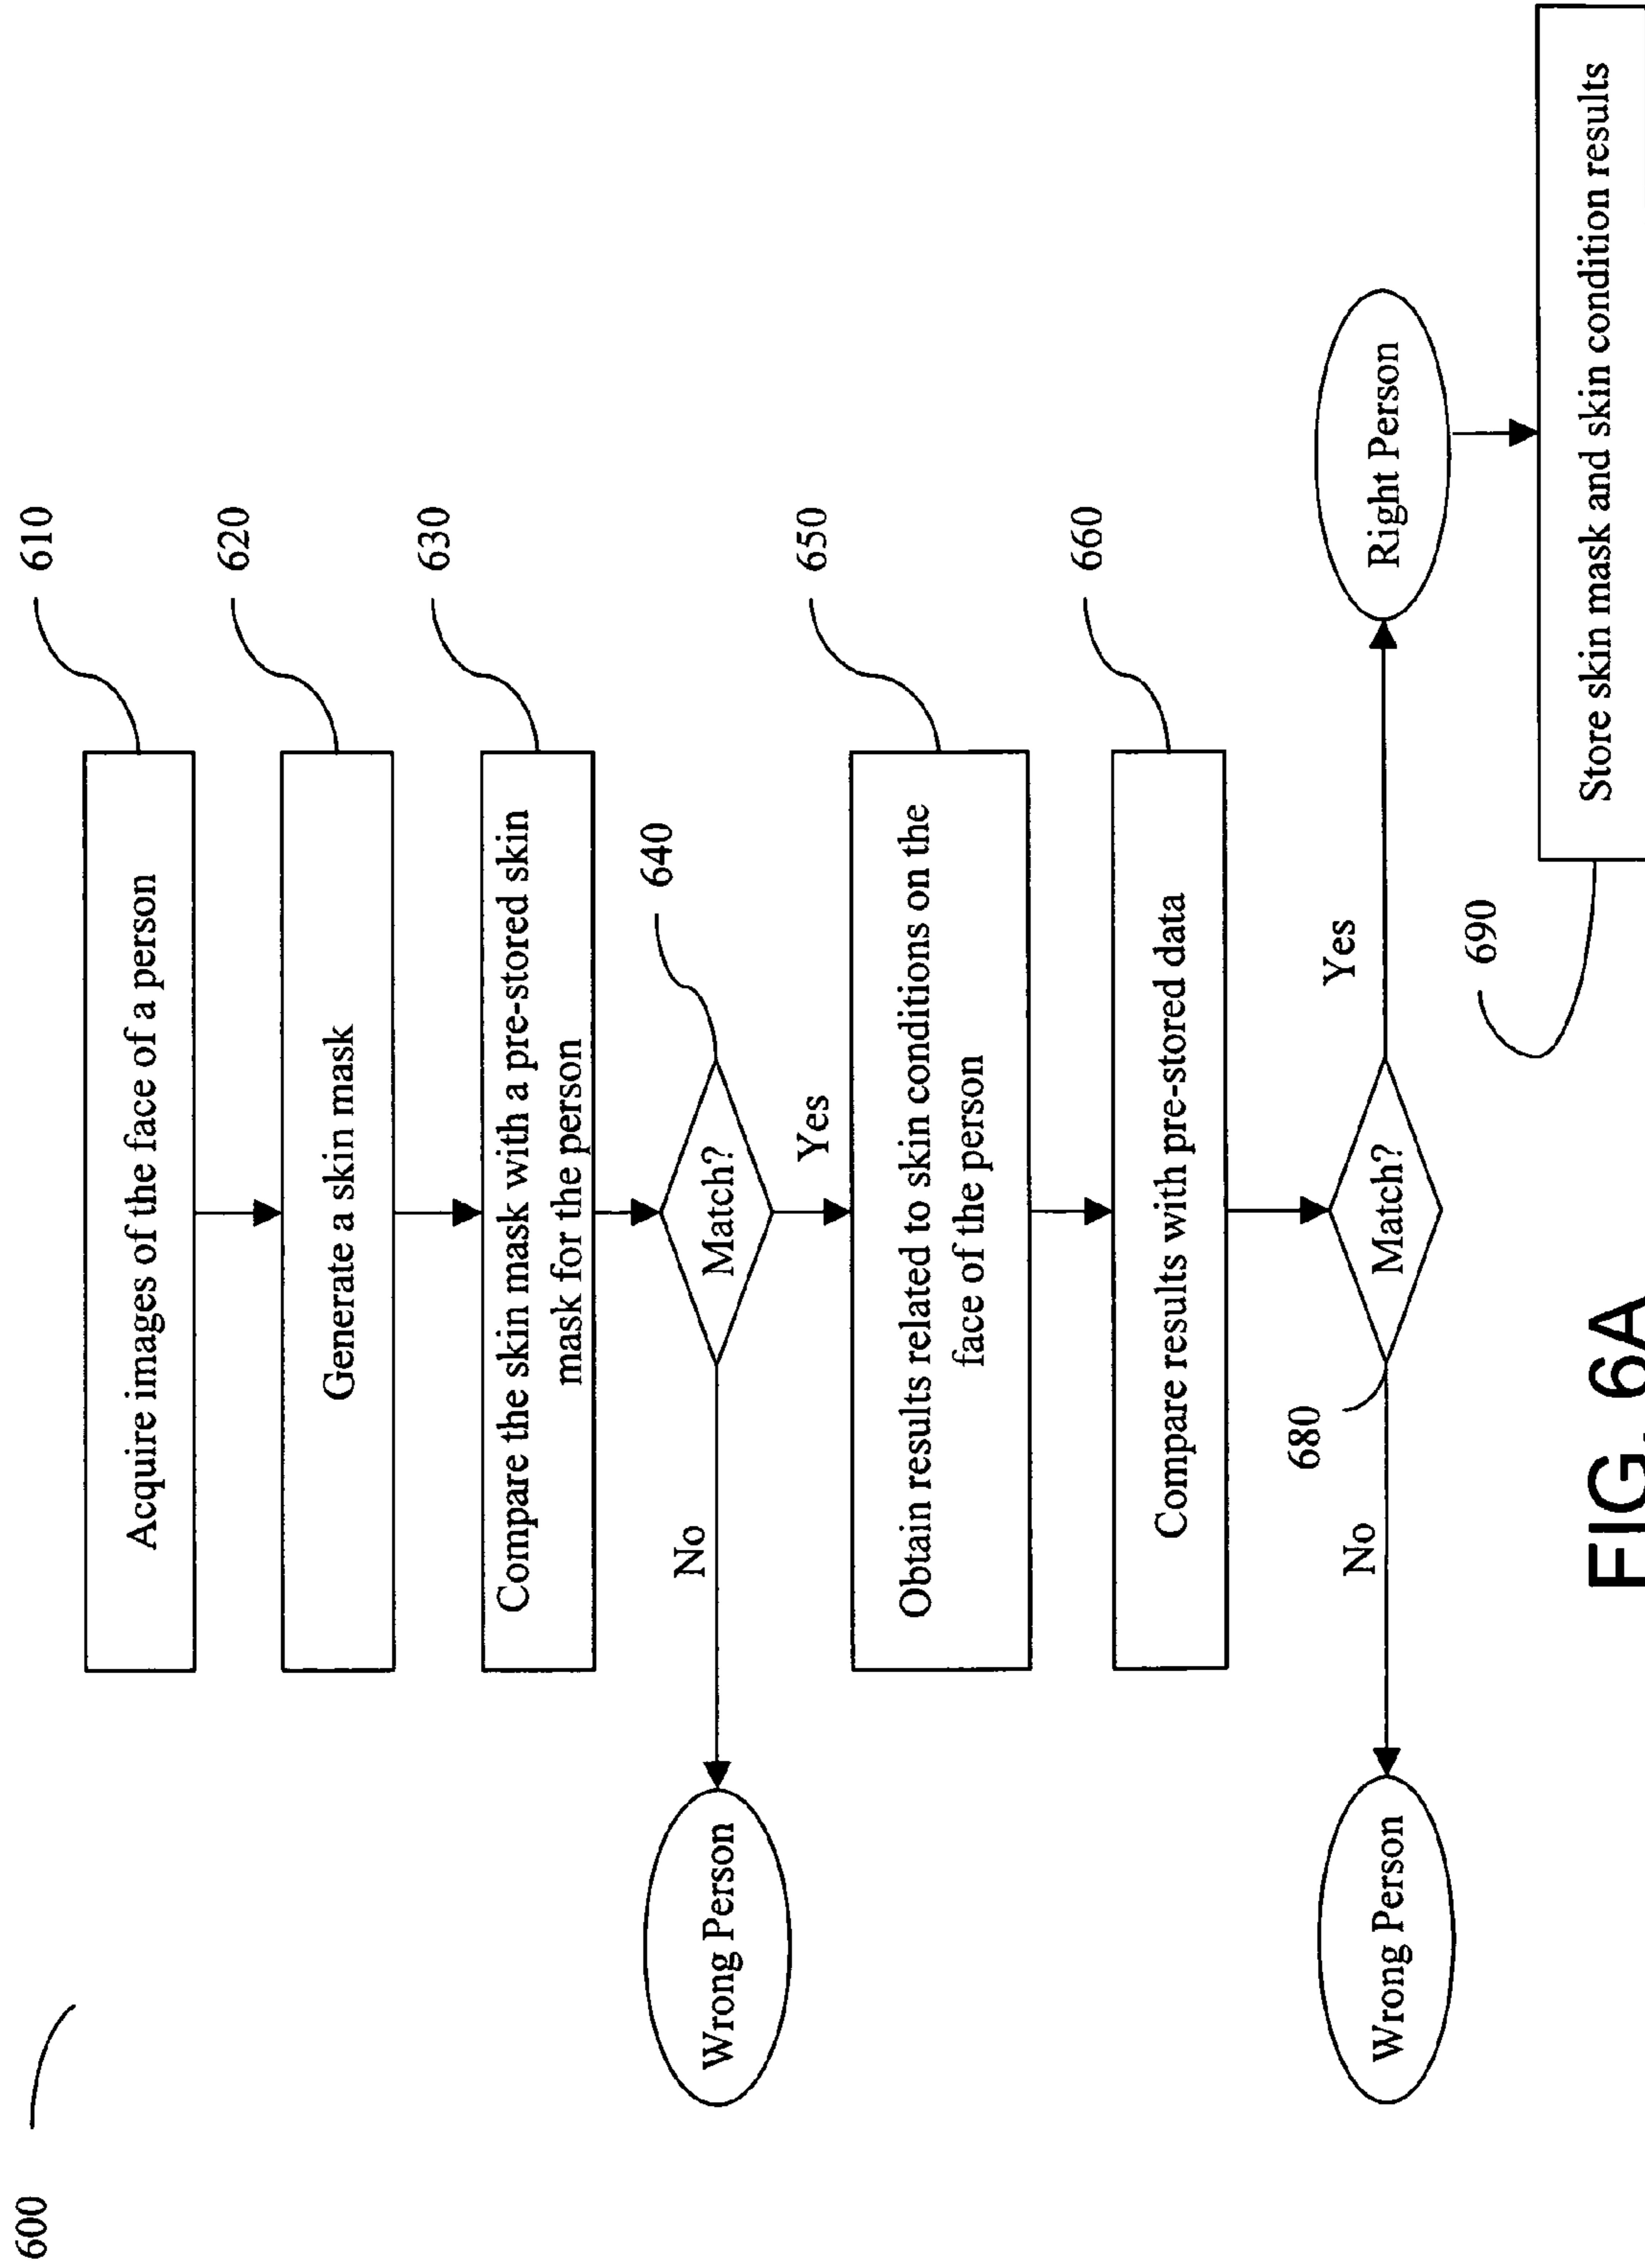 600
610
Acquire images of the face of a person
620
Generate a skin mask
630
Compare the skin mask with a pre-stored skin
mask for the person
640
Match?
No
Wrong Person
Yes
650
Obtain results related to skin conditions on the
face of the person
660
Compare results with pre-stored data
680
Match?
No
Wrong Person
Yes
Right Person
690
Store skin mask and skin condition results
FIG. 6A